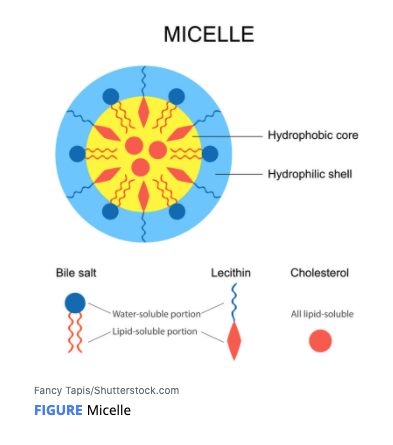 MICELLE
Hydrophobic core
Hydrophilic shell
Bile salt
Lecithin
Cholesterol
Water-soluble portion
Lipid-soluble portion
All lipid-soluble
Fancy Tapis/Shutterstock.com
FIGURE Micelle